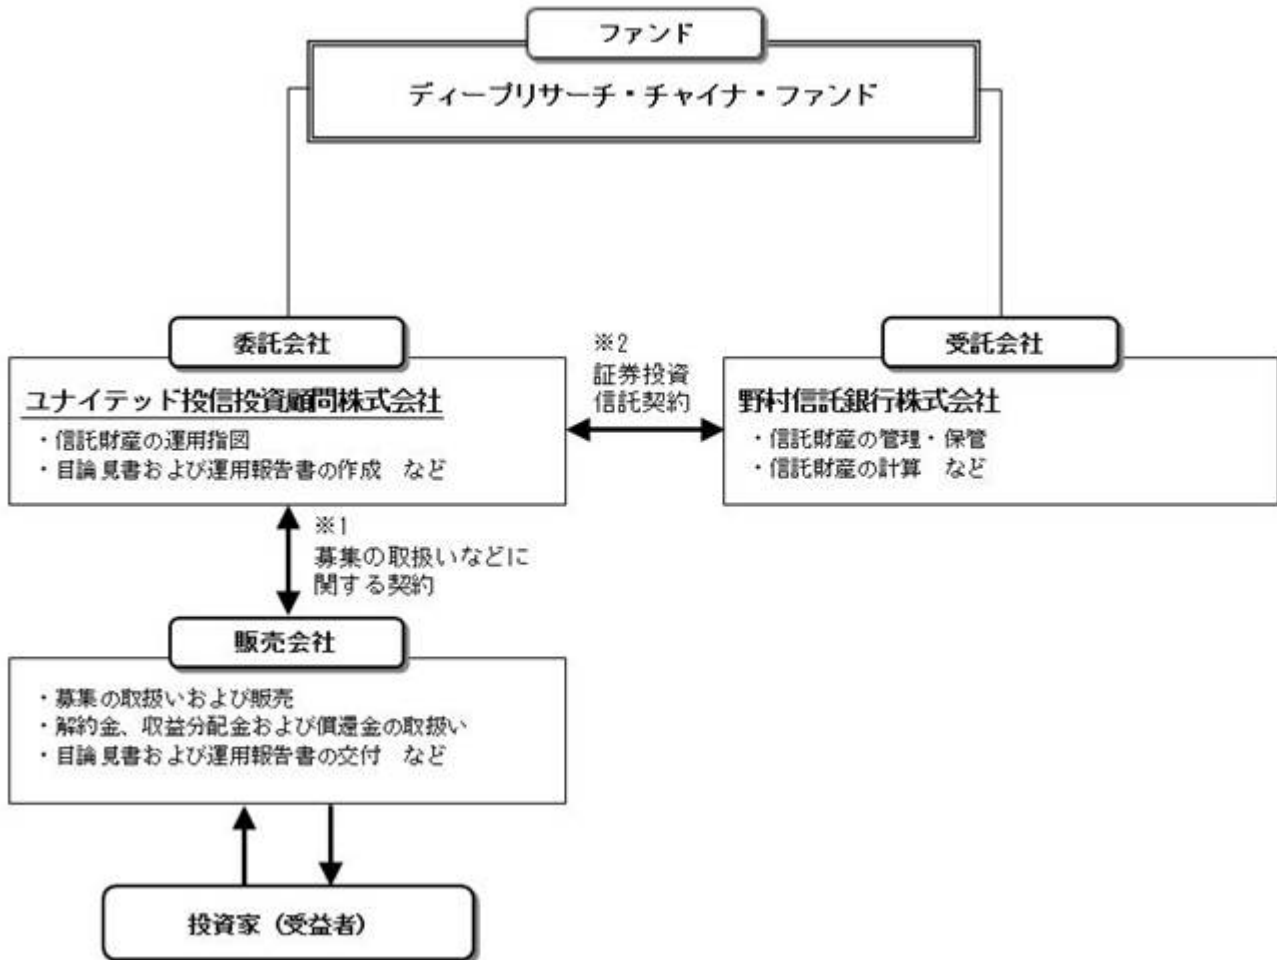 ファンド
ディープリサーチ・チャイナ・ファンド
委託会社
ユナイテッド投信投資顧問株式会社
・信託財産の運用指図
・目論見書および運用報告書の作成　など
※2
証券投資
信託契約
受託会社
野村信託銀行株式会社
・信託財産の管理・保管
・信託財産の計算　など
※1
募集の取扱いなどに
関する契約
販売会社
・募集の取扱いおよび販売
・解約金、収益分配金および償還金の取扱い
・目論見書および運用報告書の交付　など
投資家（受益者）